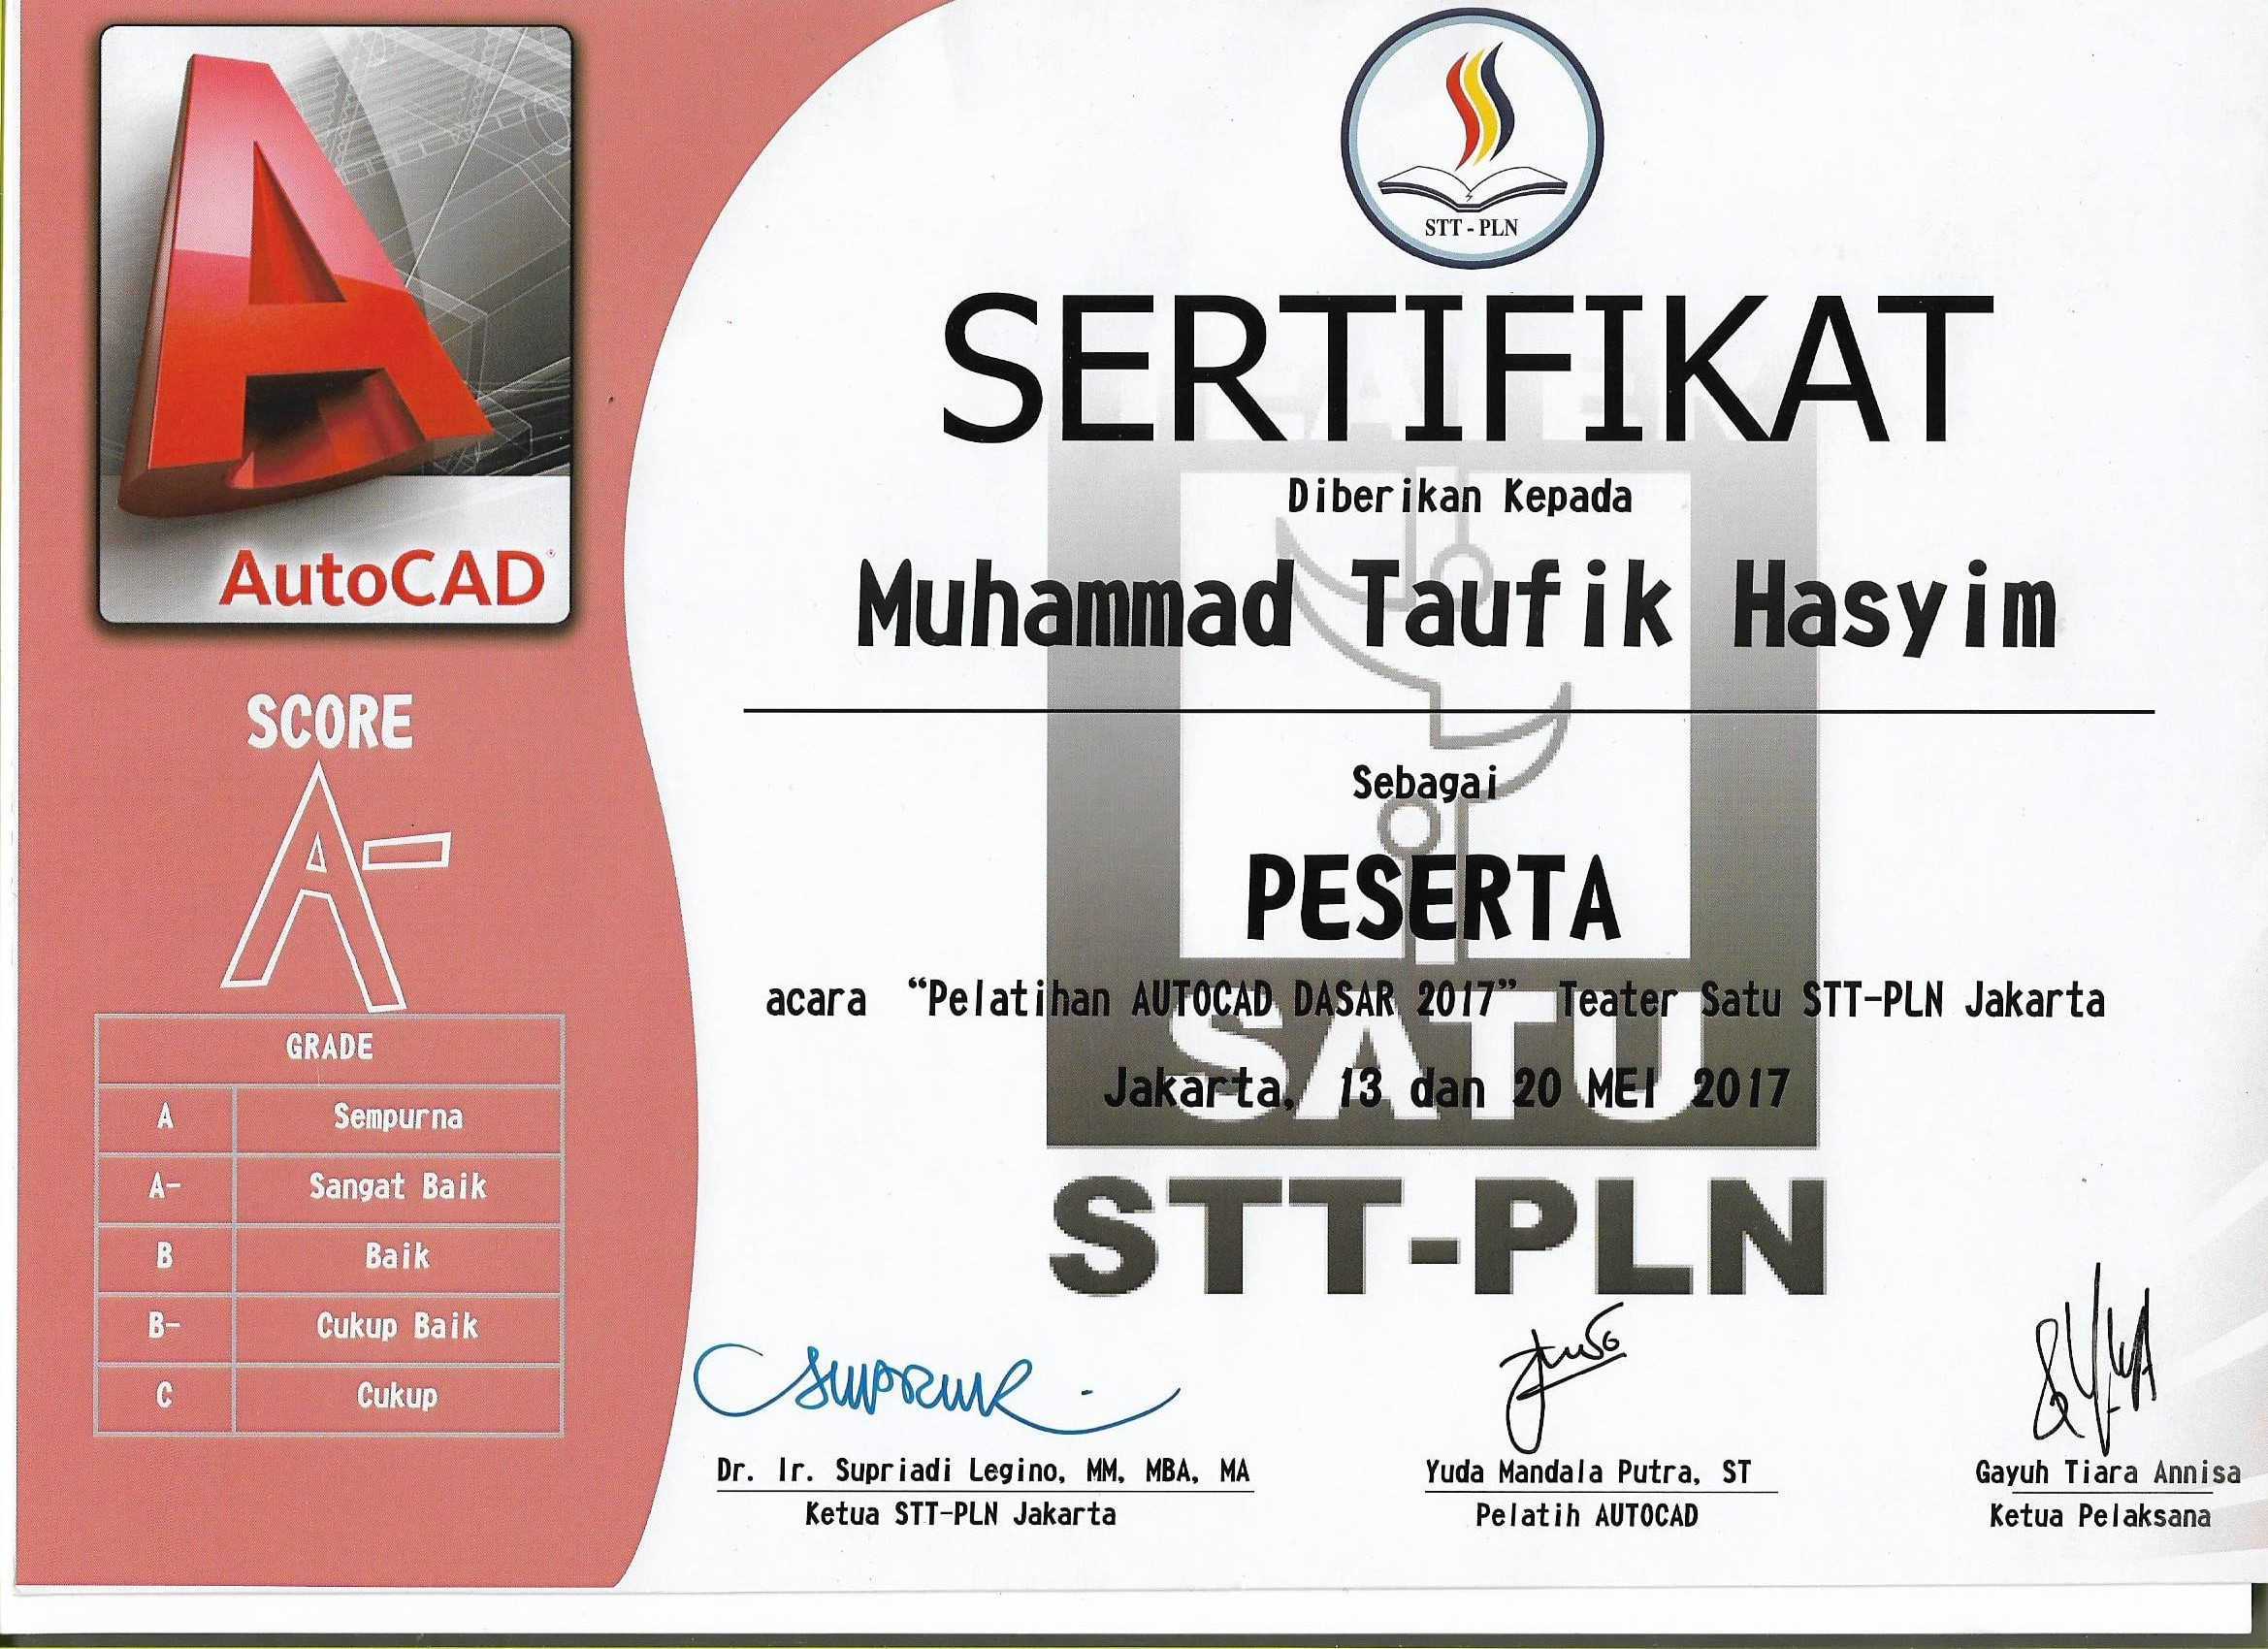 STT - PLN
SERTIFIKAT
Diberikan Kepada
Muhammad Taufik Hasyim
Sebagai
PESERTA
acara “Pelatihan AUTOCAD DASAR 2017” Teater Satu STT-PLN Jakarta
Jakarta, 13 dan 20 MEI 2017
SATU
STT-PLN
AutoCAD
SCORE
A-
GRADE
A Sempurna
A- Sangat Baik
B Baik
B- Cukup Baik
C Cukup
Dr. Ir. Supriadi Legino, MM, MBA, MA
Ketua STT-PLN Jakarta
Yuda Mandala Putra, ST
Pelatih AUTOCAD
Gayuh Tiara Annisa
Ketua Pelaksana